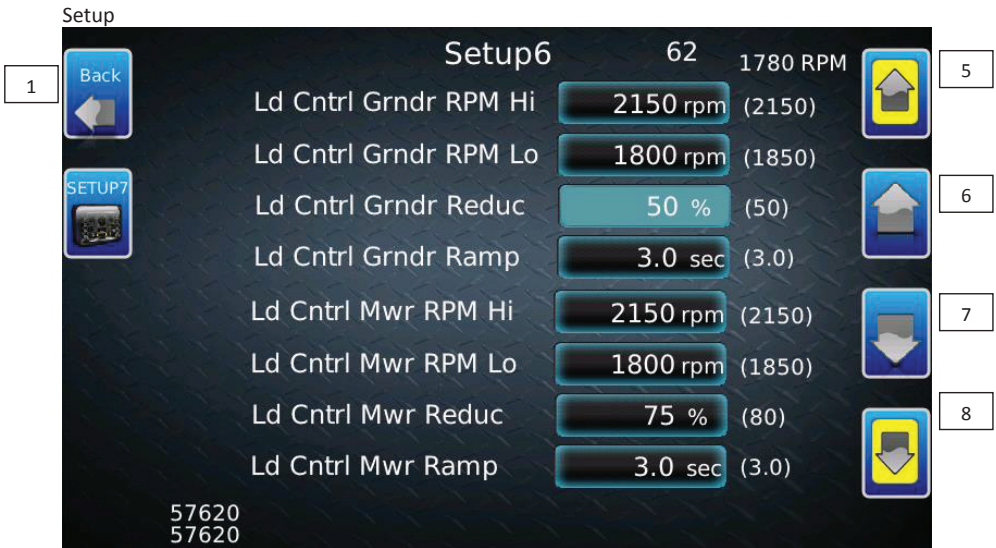 Setup
Setup6 62 1780 RPM
1 Back 5
Ld Cntrl Grndr RPM Hi 2150 rpm (2150)
Ld Cntrl Grndr RPM Lo 1800 rpm (1850)
SETUP7 6
Ld Cntrl Grndr Reduc 50 % (50)
Ld Cntrl Grndr Ramp 3.0 sec (3.0)
Ld Cntrl Mwr RPM Hi 2150 rpm (2150) 7
Ld Cntrl Mwr RPM Lo 1800 rpm (1850)
Ld Cntrl Mwr Reduc 75 % (80) 8
Ld Cntrl Mwr Ramp 3.0 sec (3.0)
57620
57620